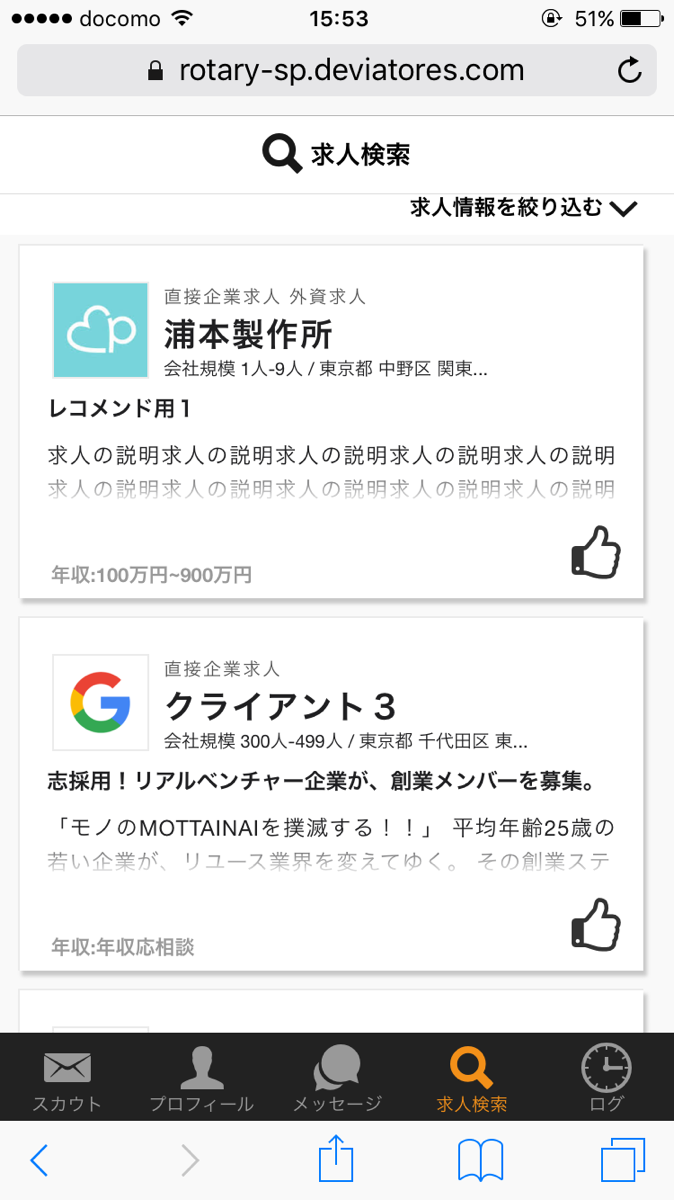 docomo 15:53 51%
rotary-sp.deviatores.com
求人検索
求人情報を絞り込む
直接企業求人 外資求人
浦本製作所
会社規模 1人-9人 / 東京都 中野区 関東...
レコメンド用１
求人の説明求人の説明求人の説明求人の説明求人の説明
求人の説明求人の説明求人の説明求人の説明求人の説明
年収:100万円~900万円
直接企業求人
クライアント３
会社規模 300人-499人 / 東京都 千代田区 東...
志採用！リアルベンチャー企業が、創業メンバーを募集。
「モノのMOTTAINAIを撲滅する！！」 平均年齢25歳の
若い企業が、リユース業界を変えてゆく。 その創業ステ
年収:年収応相談
スカウト プロフィール メッセージ 求人検索 ログ